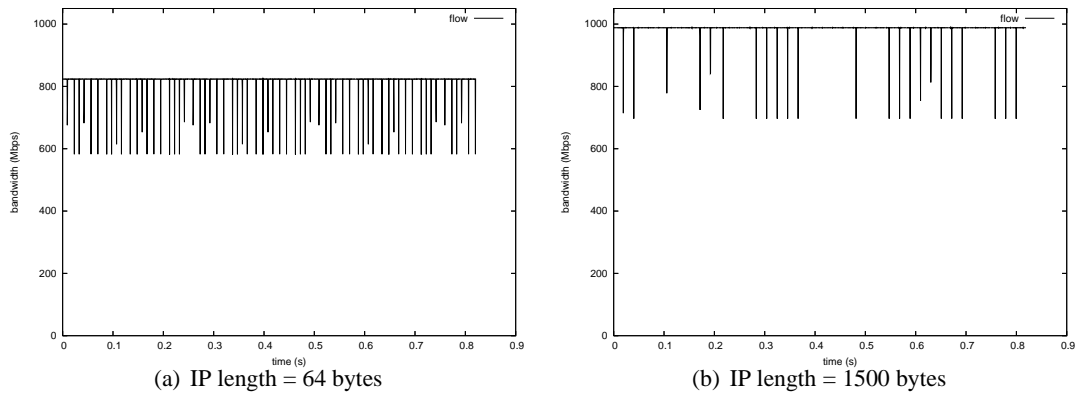 1000
flow
800
600
400
200
0
bandwidth (Mbps)
0 0.1 0.2 0.3 0.4 0.5 0.6 0.7 0.8 0.9
time (s)
(a) IP length = 64 bytes
1000
flow
800
600
400
200
0
bandwidth (Mbps)
0 0.1 0.2 0.3 0.4 0.5 0.6 0.7 0.8 0.9
time (s)
(b) IP length = 1500 bytes